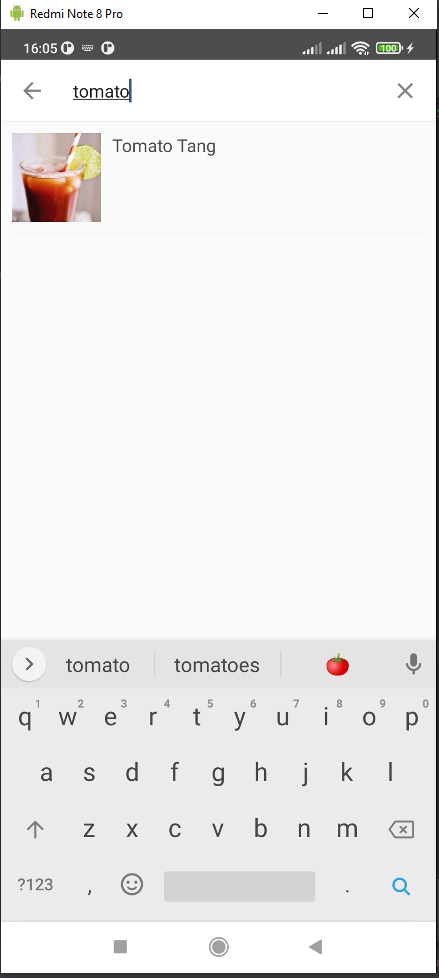 Redmi Note 8 Pro
16:05
100
tomato
Tomato Tang
tomato tomatoes
1 2 3 4 5 6 7 8 9 0
q w e r t y u i o p
a s d f g h j k l
z x c v b n m
?123 , .